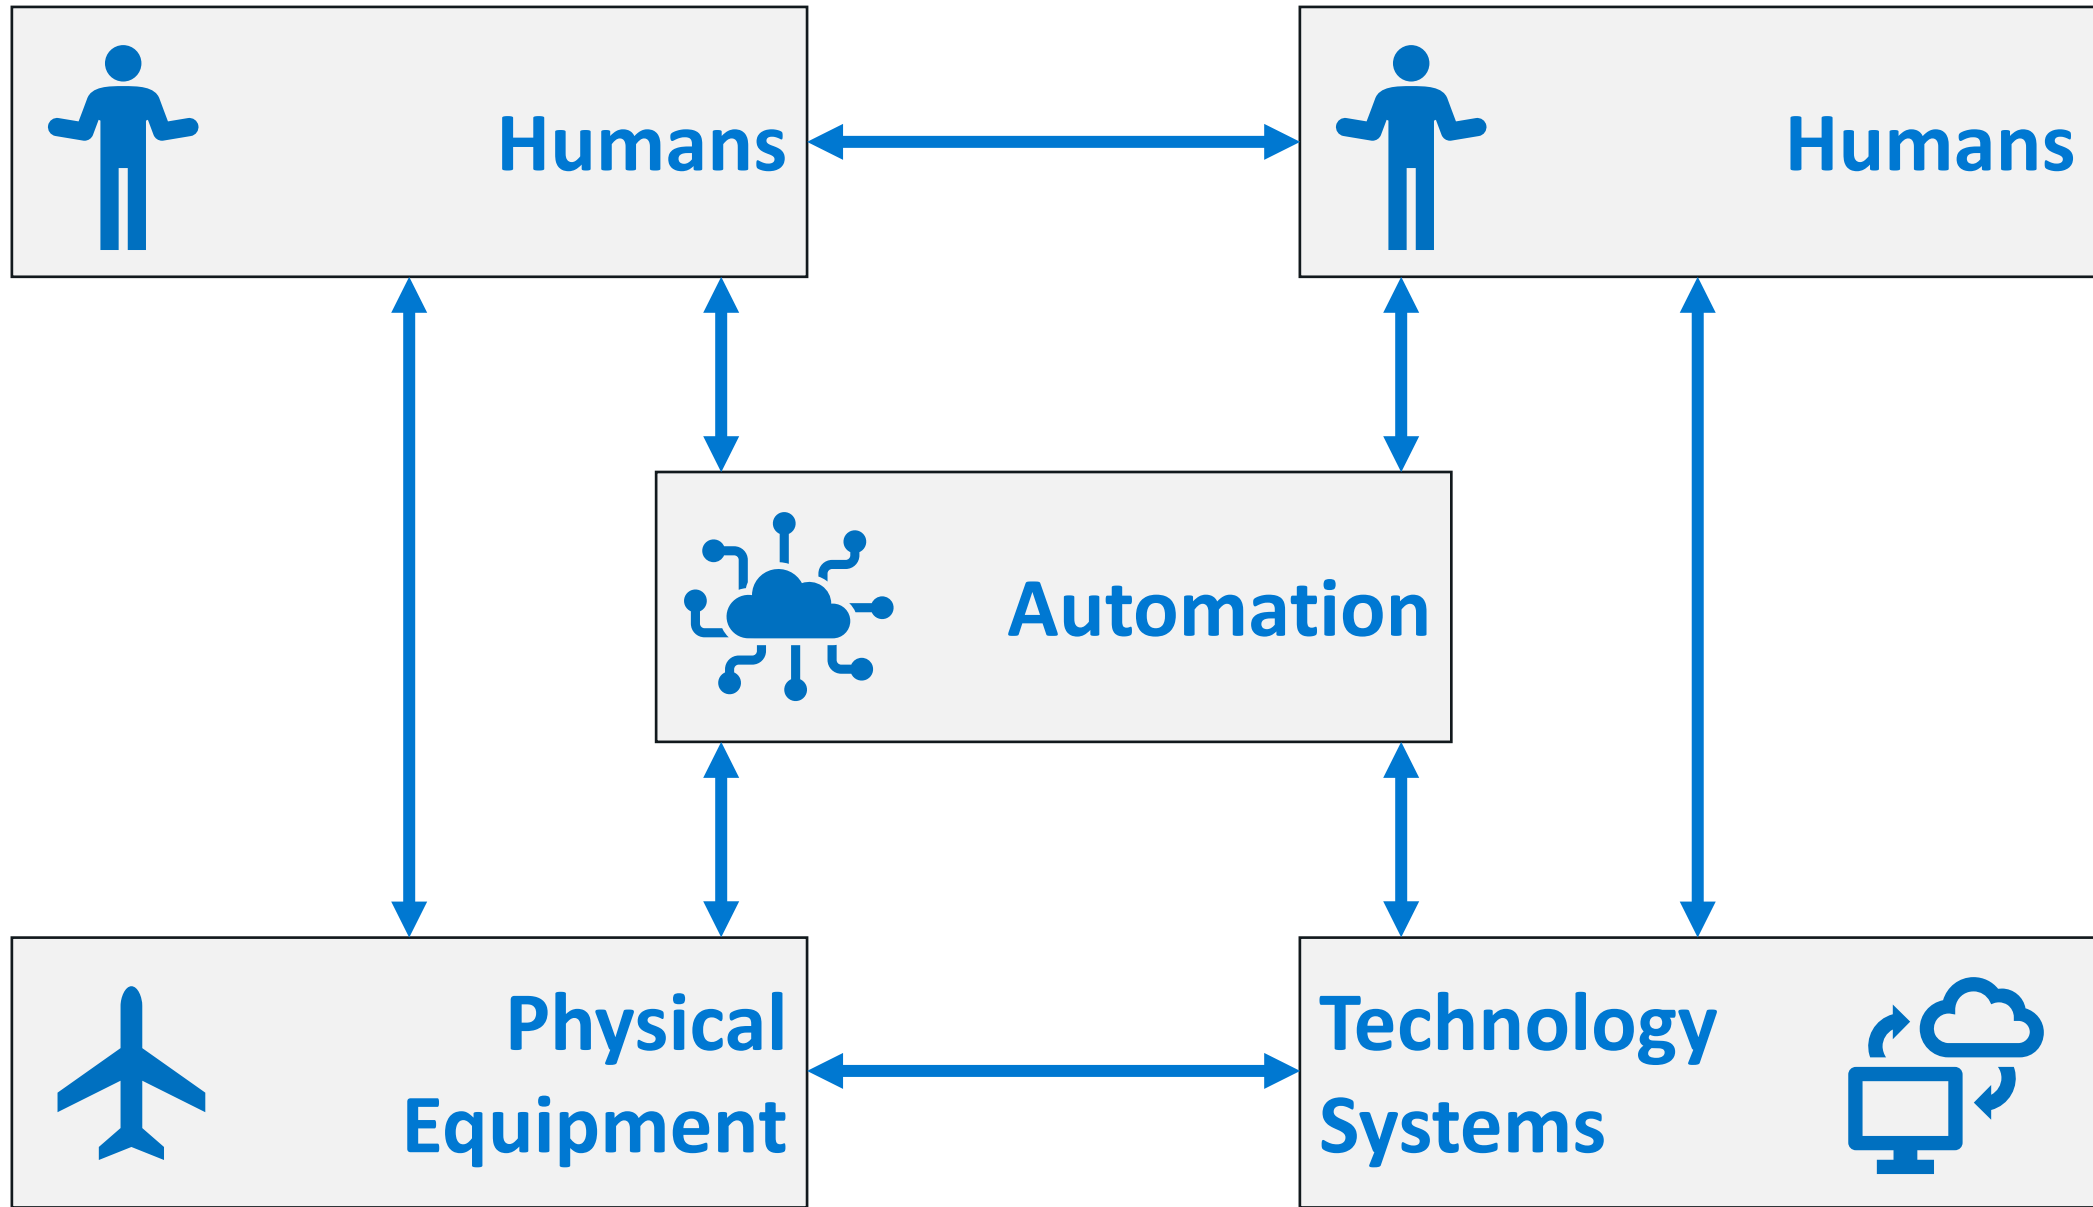 Humans
Humans
Automation
Physical
Equipment
Technology
Systems